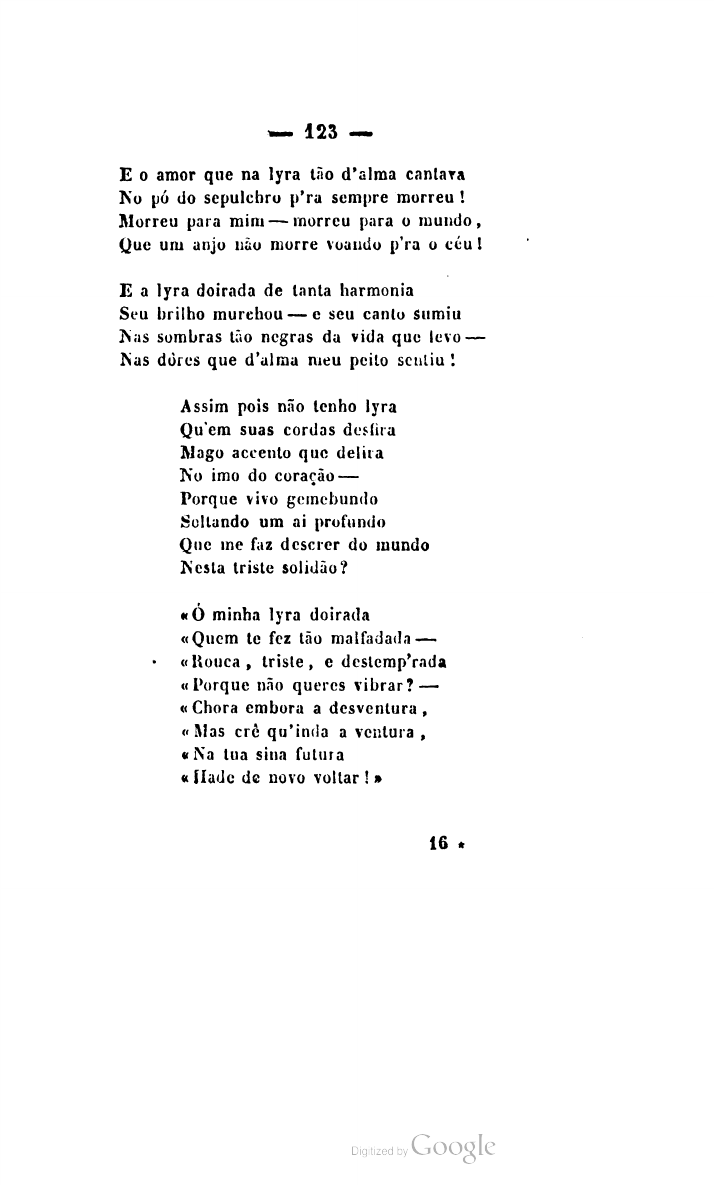 — 123 —
E o amor que na lyra tão d'alma cantara
No pó do sepulchro p'ra sempre morreu !
Morreu para mim — morreu para o mundo ,
Que um anjo não morre voando p'ra o céu !
E a lyra doirada de tanta harmonia
Seu brilho murchou — e seu canto sumiu
Nas sombras tão negras da vida que levo —
Nas dôres que d'alma meu peito sentiu !
Assim pois não tenho lyra
Qu'em suas cordas desfira
Mago accento que delira
No imo do coração —
Porque vivo gemebundo
Soltando um ai profundo
Que me faz descrer do mundo
Nesta triste solidão ?
« Ó minha lyra doirada
« Quem te fez tão malfadada —
« Rouca , triste , e destemp'rada
« Porque não queres vibrar ? —
« Chora embora a desventura ,
« Mas crê qu'inda a ventura ,
« Na tua sina futura
« Hade de novo voltar ! »
16 *
Digitized by Google